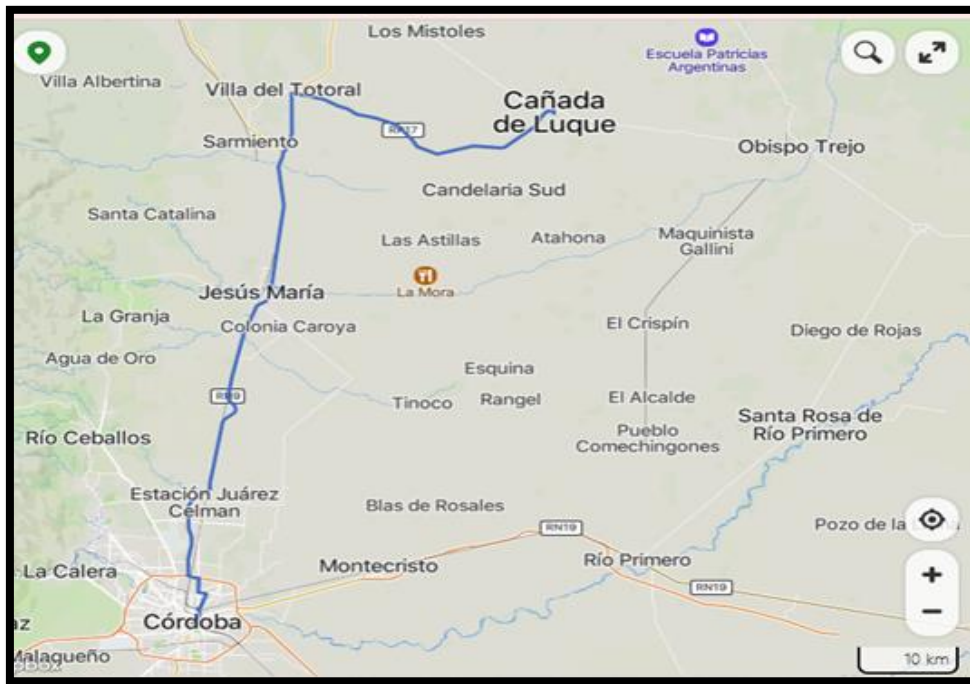 Los Mistoles
Escuela Patricias
Argentinas
Villa Albertina
Villa del Totoral
Cañada
de Luque
RP17
Sarmiento
Obispo Trejo
Candelaria Sud
Santa Catalina
Las Astillas
Atahona
Maquinista
Gallini
Jesús María
La Mora
La Granja
Colonia Caroya
El Crispín
Diego de Rojas
Agua de Oro
Esquina
RN9
Tinoco
Rangel
El Alcalde
Santa Rosa de
Río Primero
Río Ceballos
Pueblo
Comechingones
Estación Juárez
Celman
Blas de Rosales
RN19
Pozo de la
La Calera
Montecristo
Río Primero
RN19
Córdoba
az
Malagueño
10 km